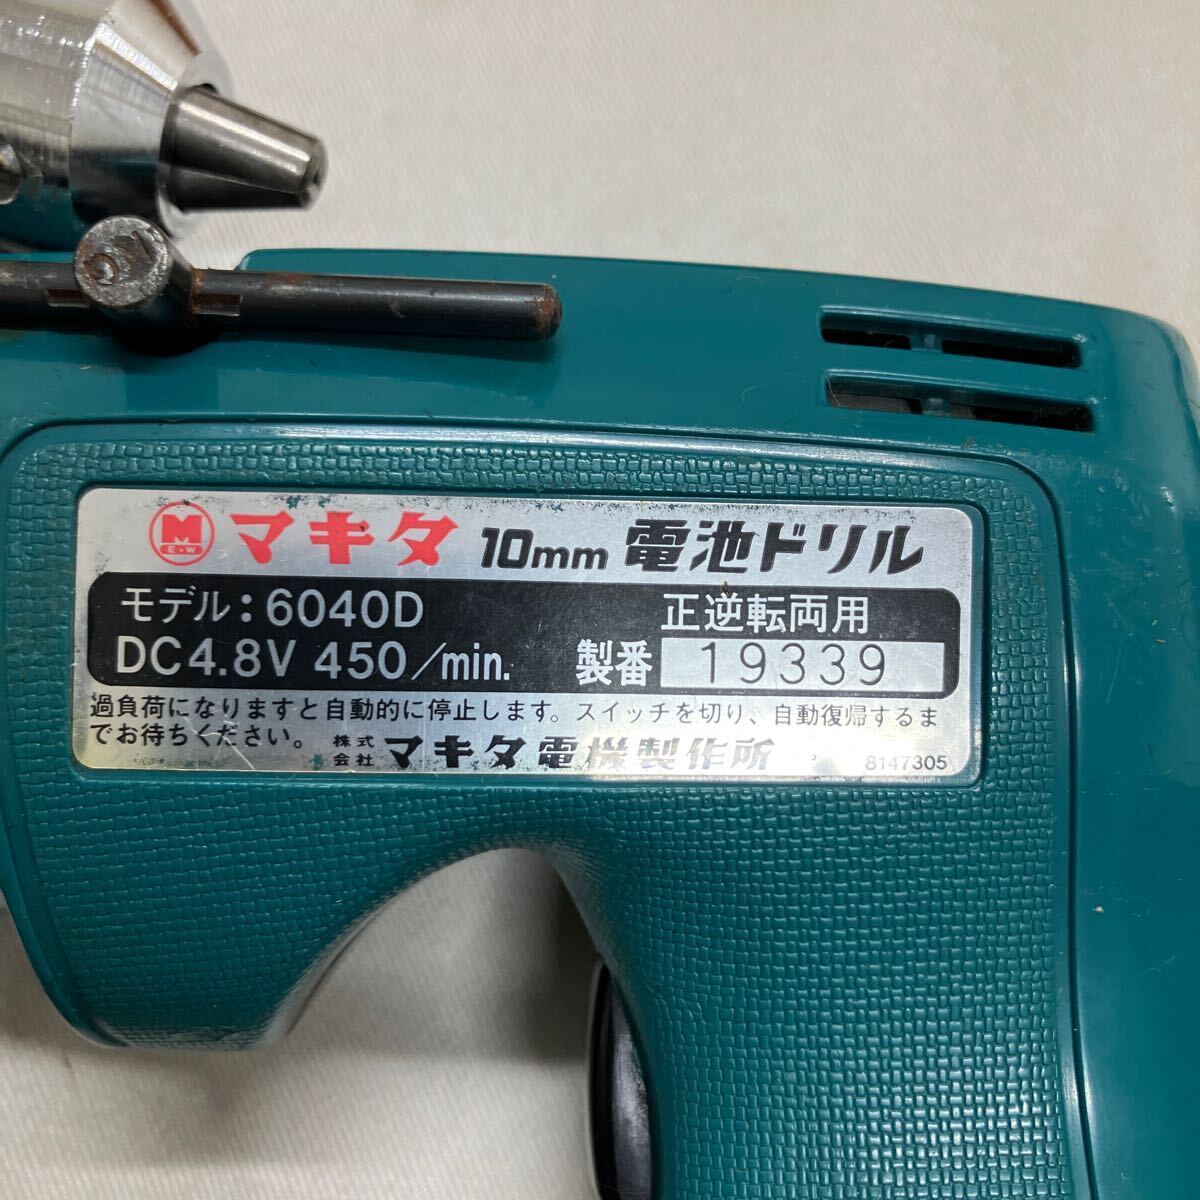 M
E・W
マキタ 10mm 電池ドリル
モデル：6040D 正逆転両用
DC4.8V 450/min. 製番 19339
過負荷になりますと自動的に停止します。スイッチを切り、自動復帰するま
でお待ちください。 株式会社 マキタ電機製作所 8147305